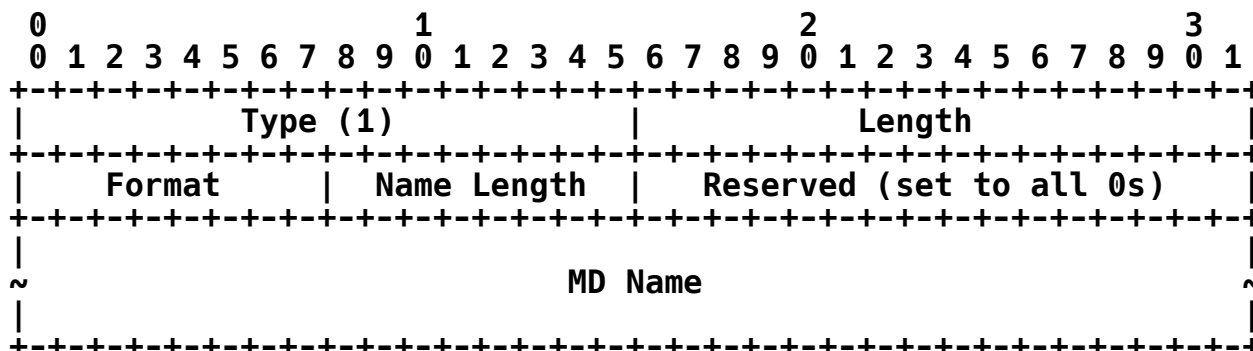 0                   1                   2                   3
 0 1 2 3 4 5 6 7 8 9 0 1 2 3 4 5 6 7 8 9 0 1 2 3 4 5 6 7 8 9 0 1
+-+-+-+-+-+-+-+-+-+-+-+-+-+-+-+-+-+-+-+-+-+-+-+-+-+-+-+-+-+-+-+-+
|           Type (1)            |           Length              |
+-+-+-+-+-+-+-+-+-+-+-+-+-+-+-+-+-+-+-+-+-+-+-+-+-+-+-+-+-+-+-+-+
|    Format     |  Name Length  |   Reserved (set to all 0s)    |
+-+-+-+-+-+-+-+-+-+-+-+-+-+-+-+-+-+-+-+-+-+-+-+-+-+-+-+-+-+-+-+-+
|                                                               |
~                            MD Name                            ~
|                                                               |
+-+-+-+-+-+-+-+-+-+-+-+-+-+-+-+-+-+-+-+-+-+-+-+-+-+-+-+-+-+-+-+-+